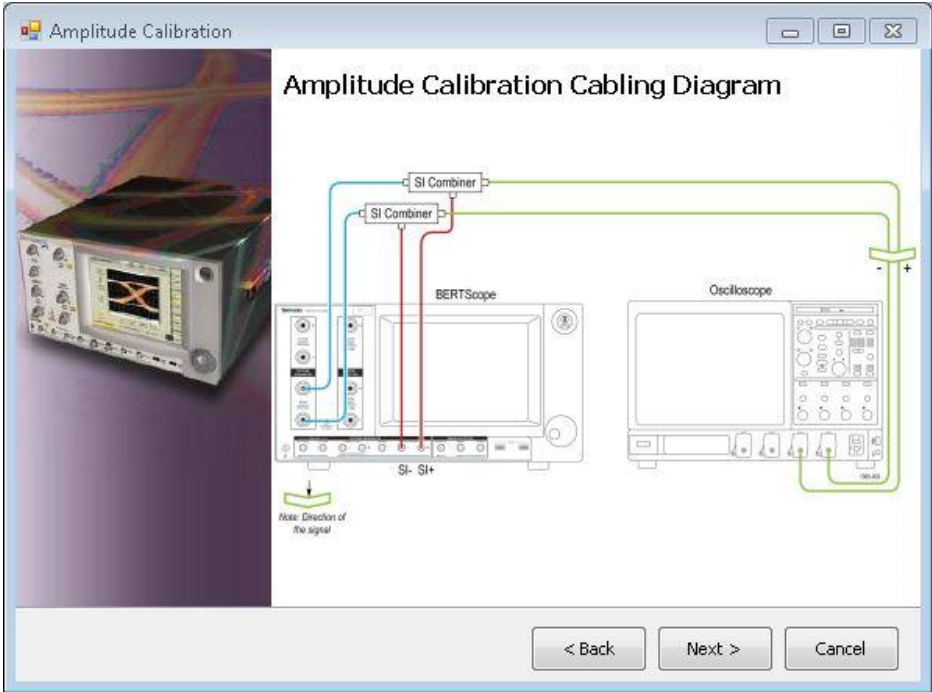 Amplitude Calibration
Amplitude Calibration Cabling Diagram
SI Combiner
SI Combiner
- +
BERTScope
Oscilloscope
SI- SI+
Note: Direction of
the signal
< Back
Next >
Cancel